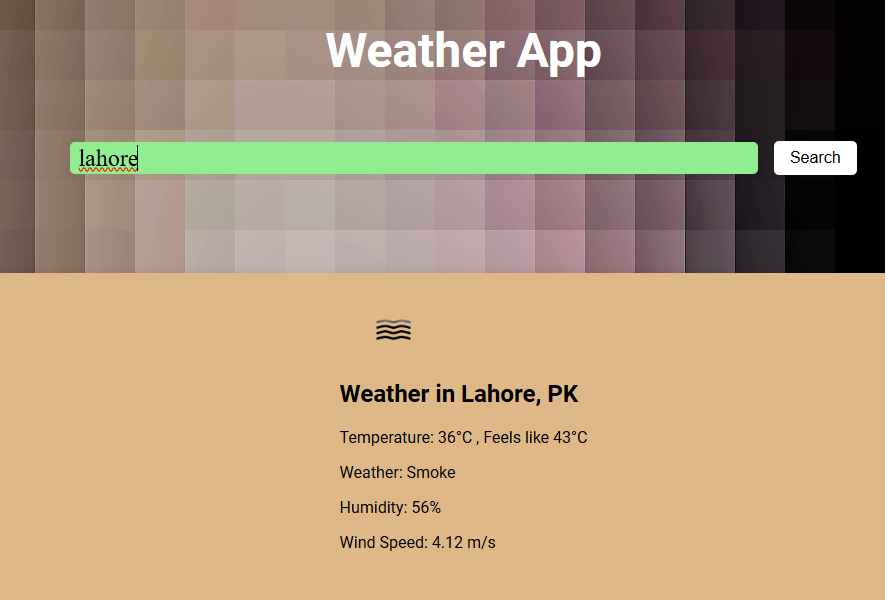 Weather App
lahore
Search
Weather in Lahore, PK
Temperature: 36°C , Feels like 43°C
Weather: Smoke
Humidity: 56%
Wind Speed: 4.12 m/s